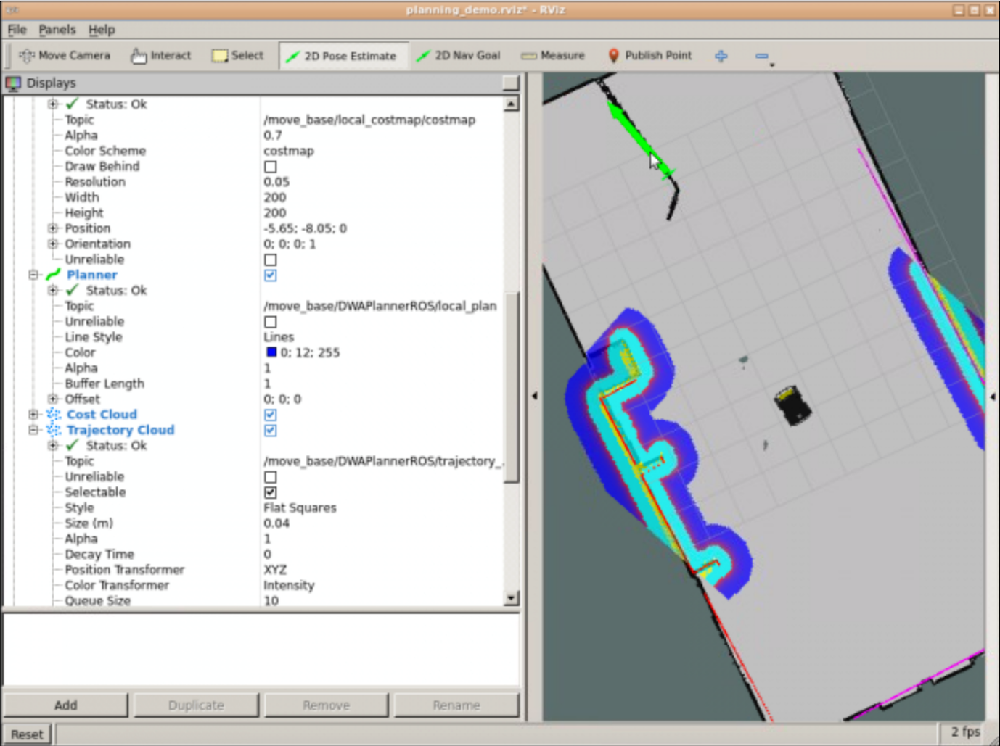 planning_demo.rviz* - RViz
File Panels Help
Move Camera Interact Select 2D Pose Estimate 2D Nav Goal Measure Publish Point
Displays
Status: Ok
Topic /move_base/local_costmap/costmap
Alpha 0.7
Color Scheme costmap
Draw Behind
Resolution 0.05
Width 200
Height 200
Position -5.65; -8.05; 0
Orientation 0; 0; 0; 1
Unreliable
Planner
Status: Ok
Topic /move_base/DWAPlannerROS/local_plan
Unreliable
Line Style Lines
Color 0; 12; 255
Alpha 1
Buffer Length 1
Offset 0; 0; 0
Cost Cloud
Trajectory Cloud
Status: Ok
Topic /move_base/DWAPlannerROS/trajectory_.
Unreliable
Selectable
Style Flat Squares
Size (m) 0.04
Alpha 1
Decay Time 0
Position Transformer XYZ
Color Transformer Intensity
Queue Size 10
Add Duplicate Remove Rename
Reset 2 fps